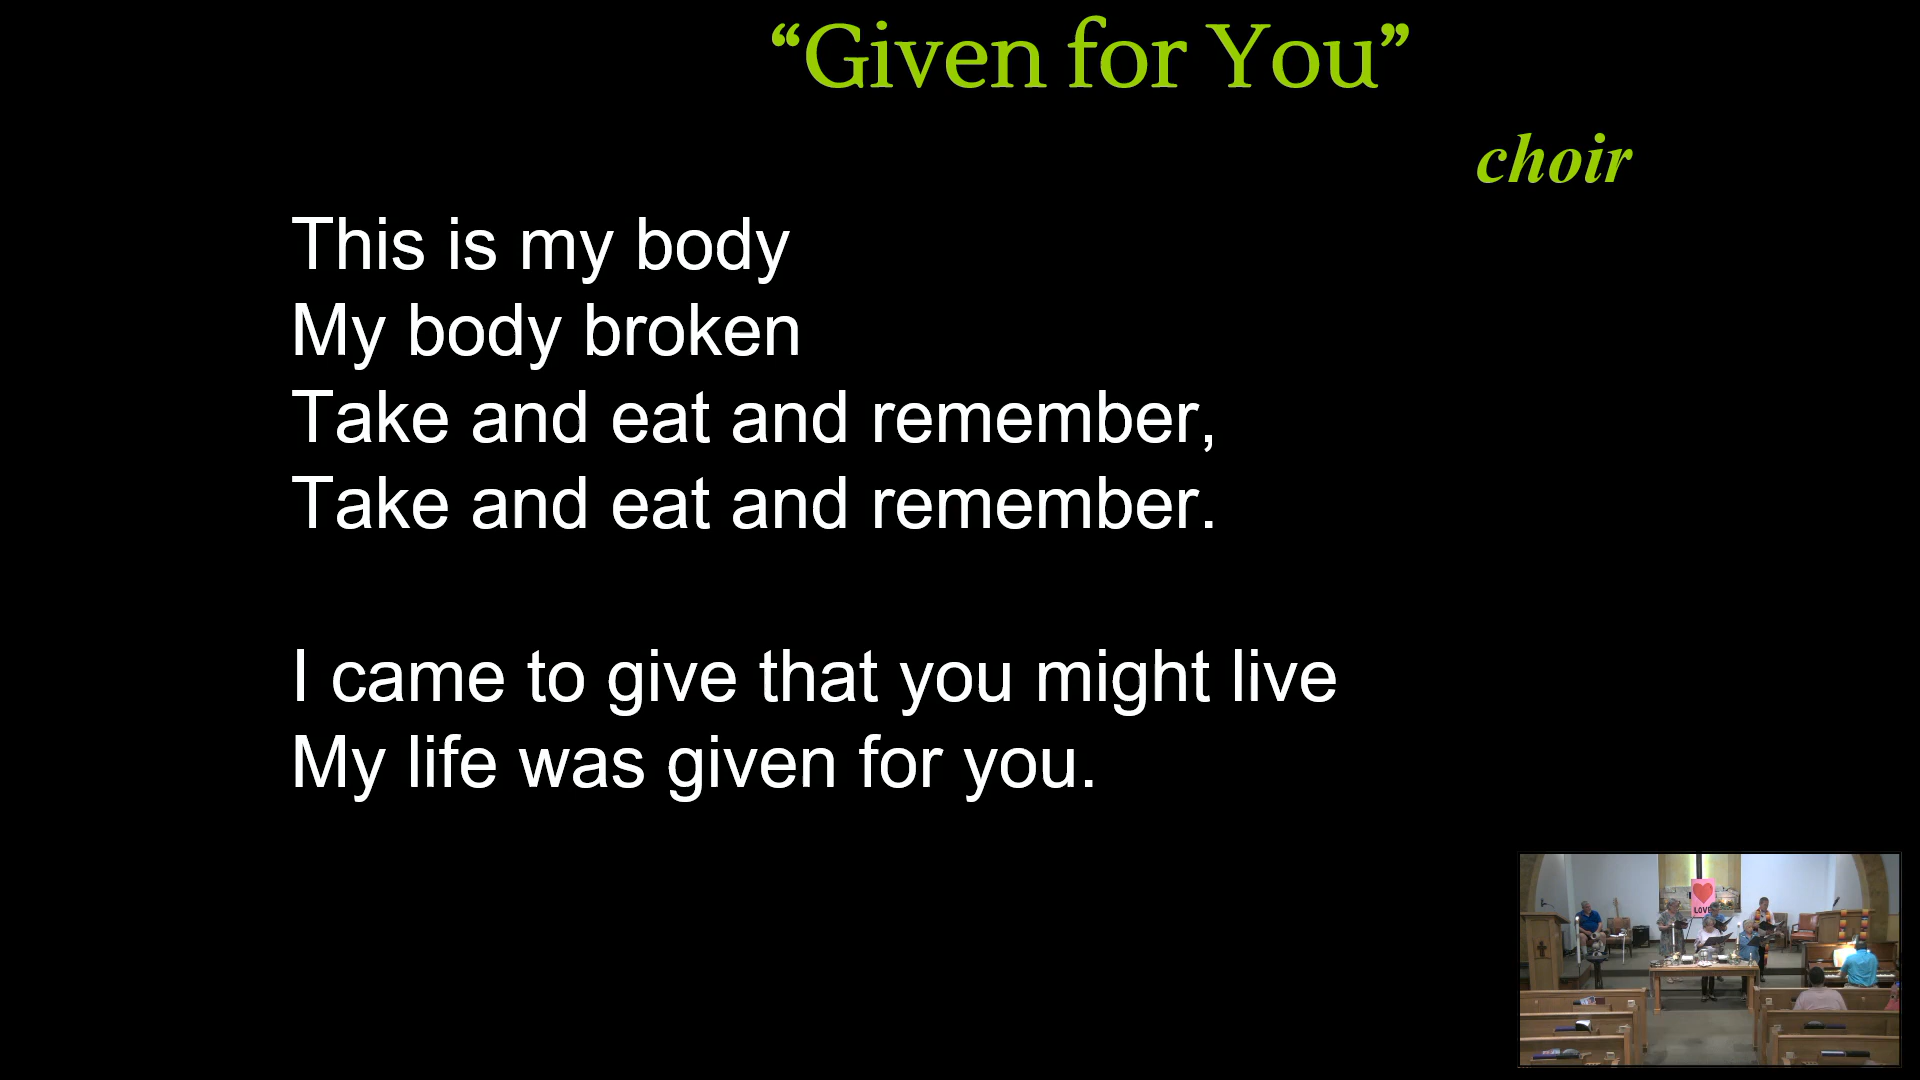 “Given for You”
choir
This is my body
My body broken
Take and eat and remember,
Take and eat and remember.
I came to give that you might live
My life was given for you.
LOVE